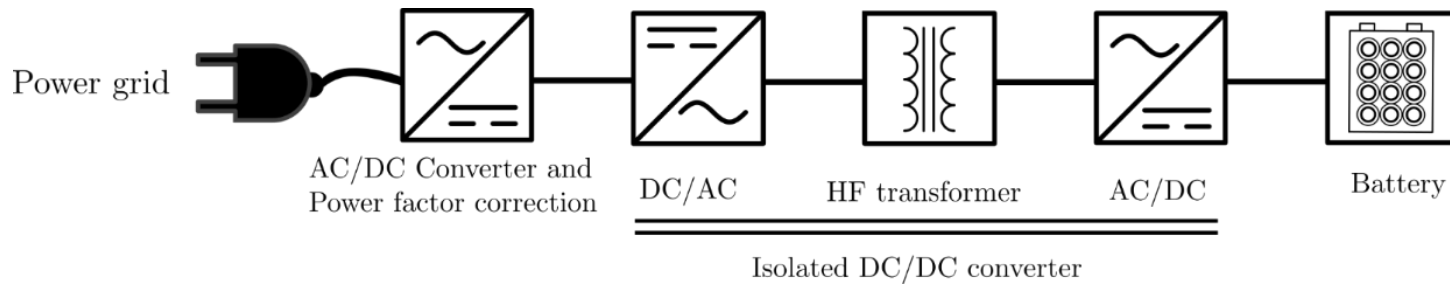 Power grid
AC/DC Converter and
Power factor correction
DC/AC
HF transformer
AC/DC
Battery
Isolated DC/DC converter